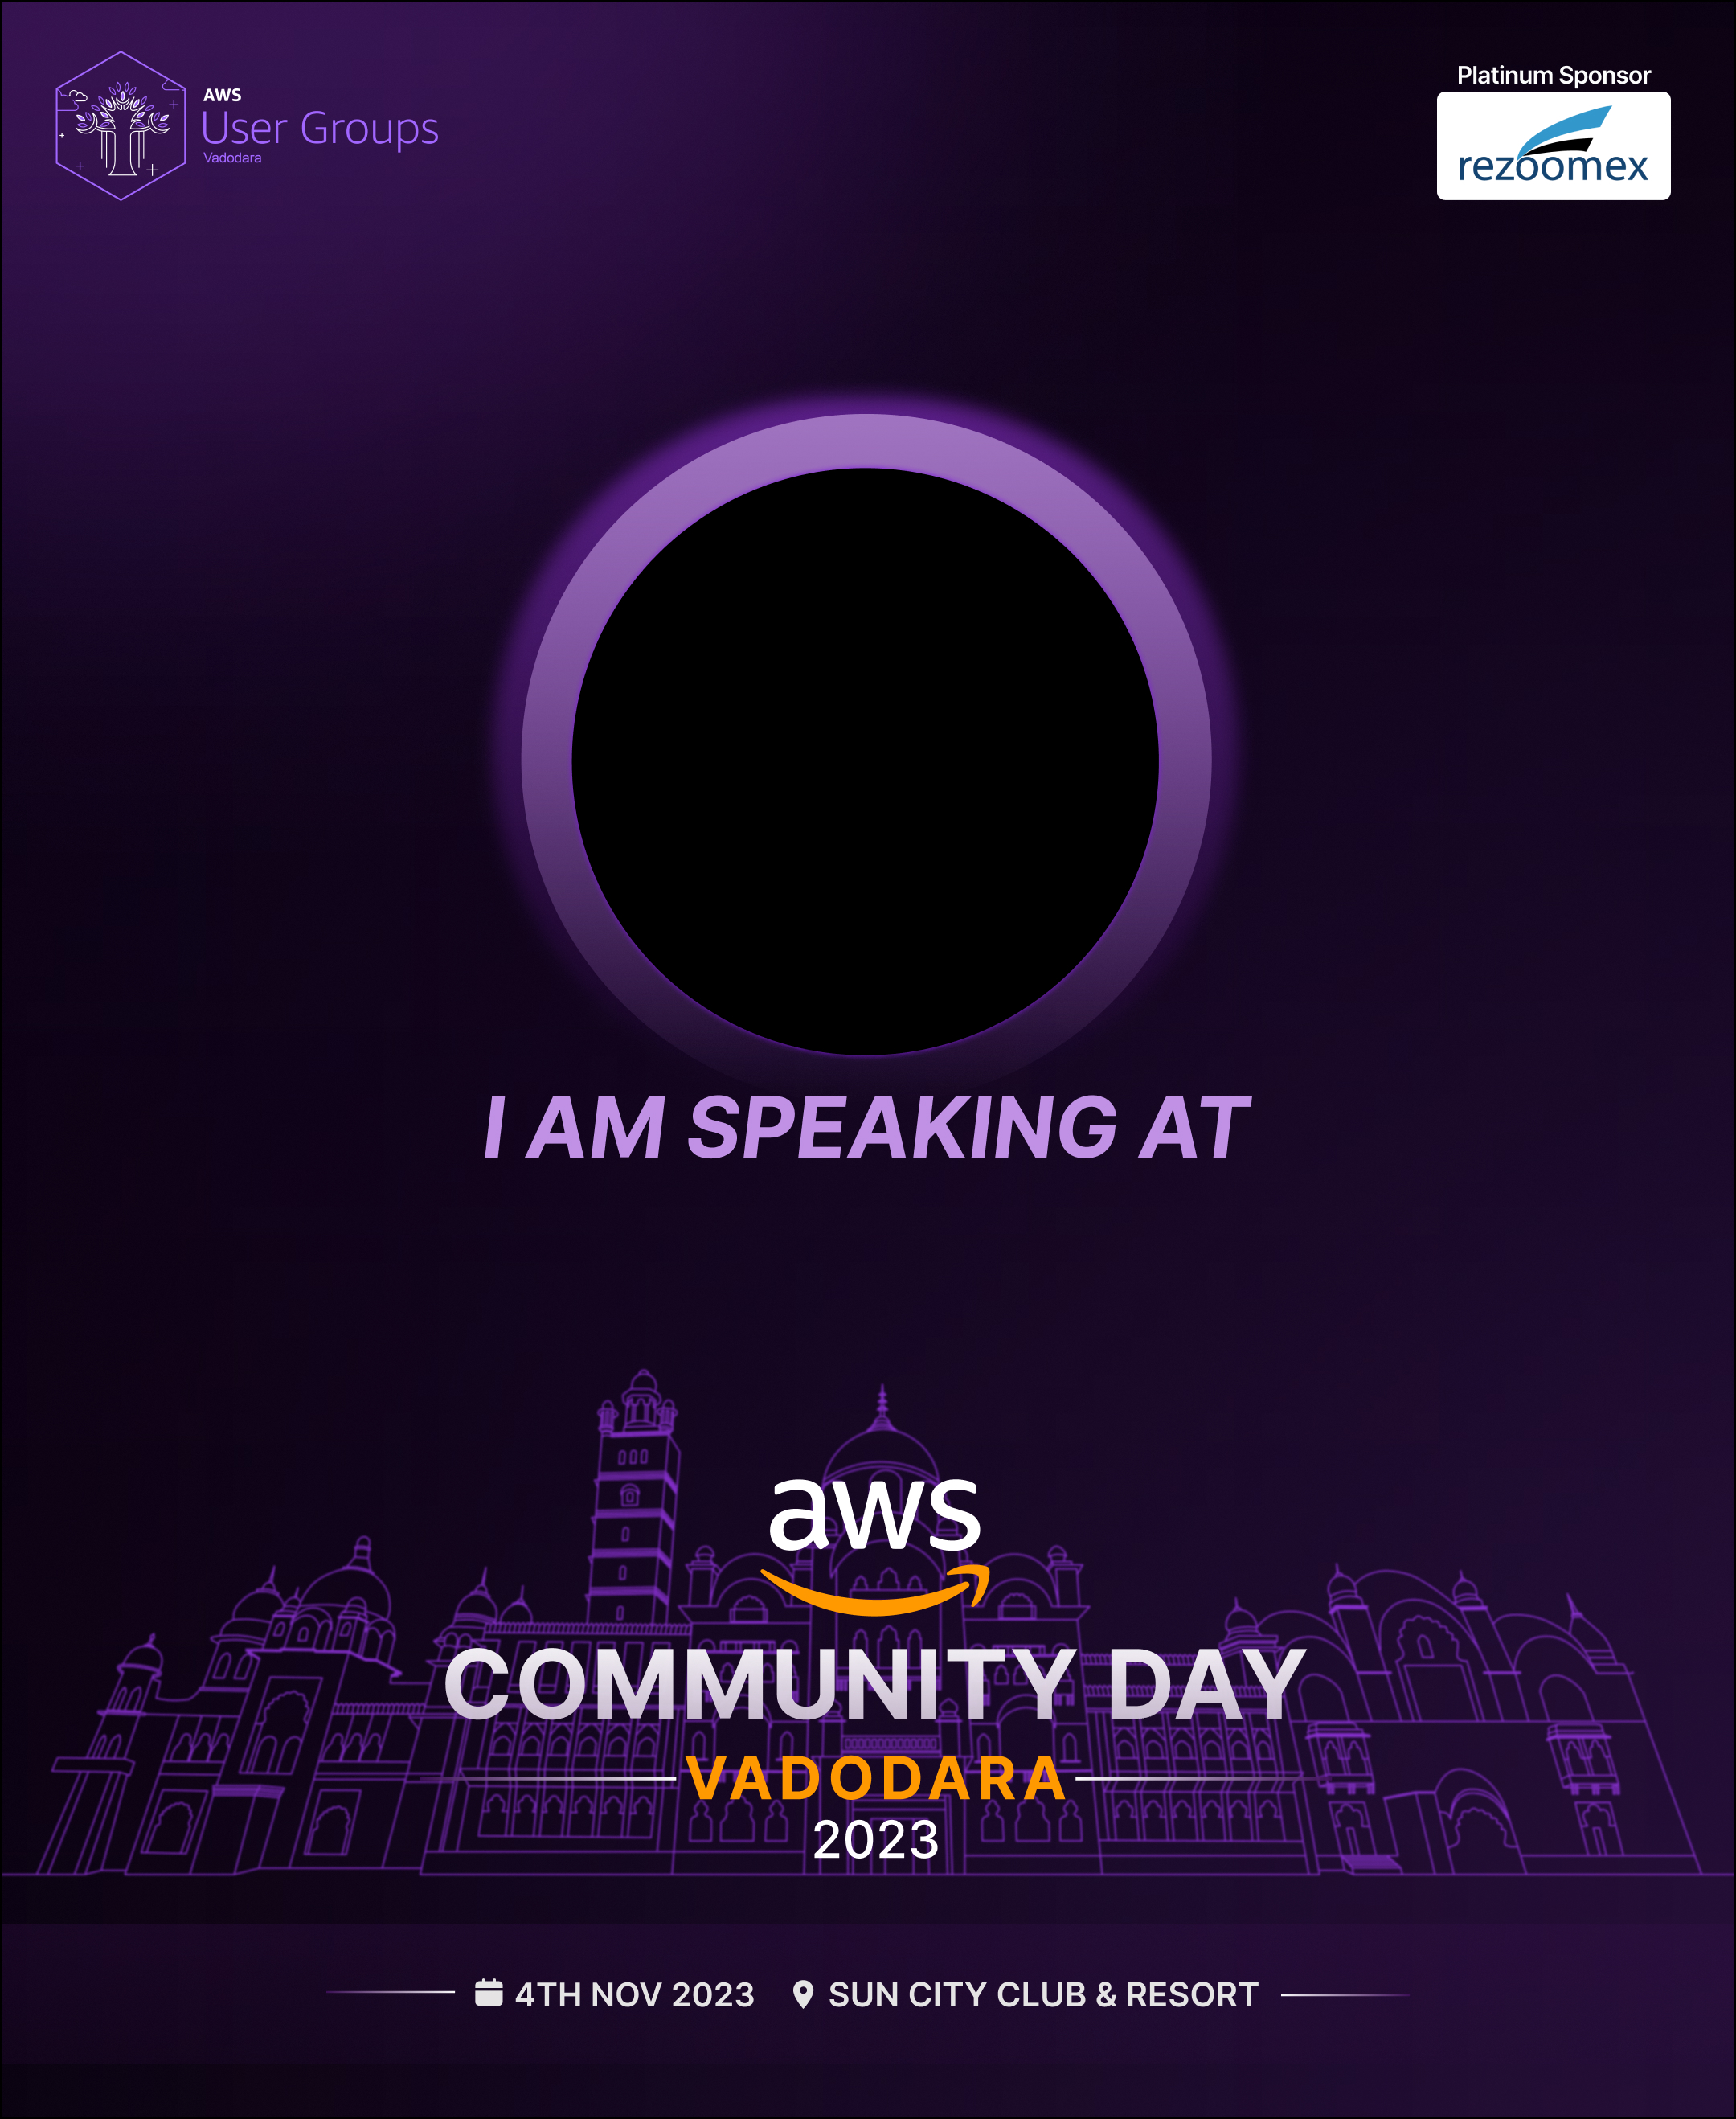 AWS
User Groups
Vadodara
Platinum Sponsor
rezoomex
I AM SPEAKING AT
aws
COMMUNITY DAY
VADODARA
2023
4TH NOV 2023
SUN CITY CLUB & RESORT